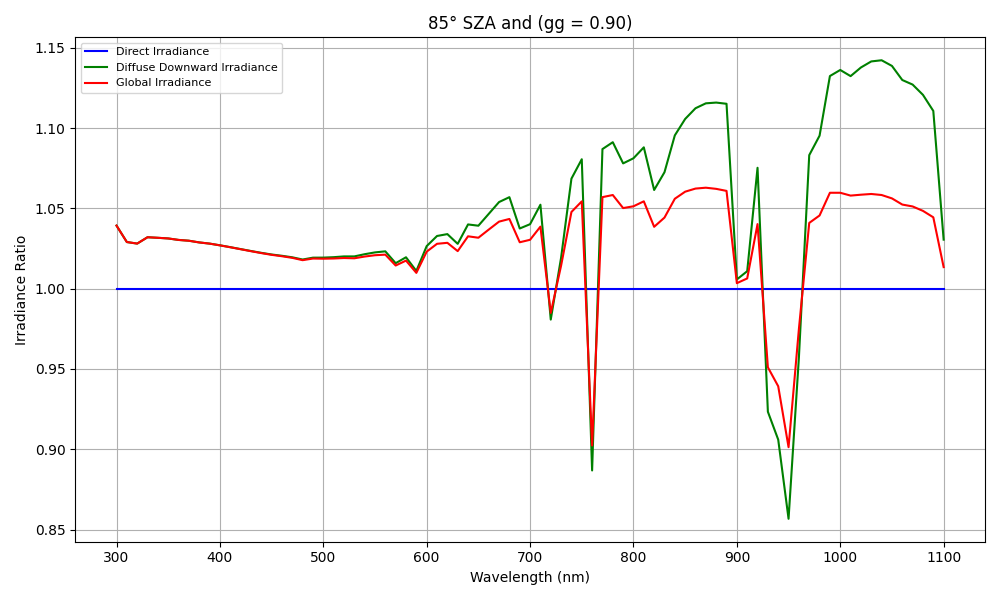 85° SZA and (gg = 0.90)
Direct Irradiance
Diffuse Downward Irradiance
Global Irradiance
Irradiance Ratio
1.15
1.10
1.05
1.00
0.95
0.90
0.85
300 400 500 600 700 800 900 1000 1100
Wavelength (nm)